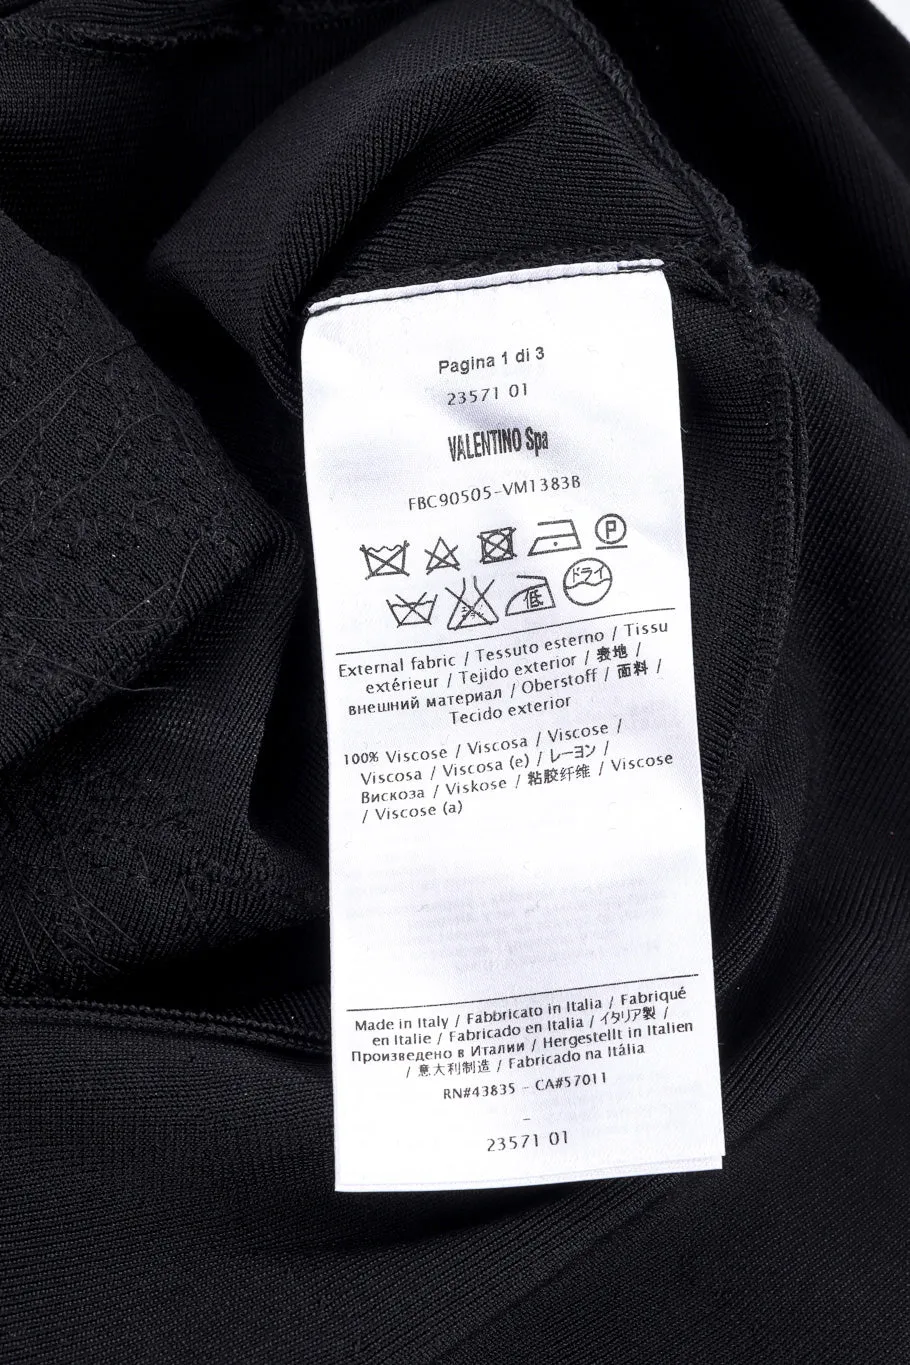 Pagina 1 di 3
23571 01
VALENTINO Spa
FBC90505-VM1383B
P
低 ドライ
External fabric / Tessuto esterno / Tissu
extérieur / Tejido exterior / 表地 /
внешний материал / Oberstoff / 面料 /
Tecido exterior
100% Viscose / Viscosa / Viscose /
Viscosa / Viscosa (e) / レーヨン /
Вискоза / Viskose / 粘胶纤维 / Viscose
/ Viscose (a)
Made in Italy / Fabbricato in Italia / Fabriqué
en Italie / Fabricado en Italia / イタリア製 /
Произведено в Италии / Hergestellt in Italien
/ 意大利制造 / Fabricado na Itália
RN#43835 - CA#57011
-
23571 01